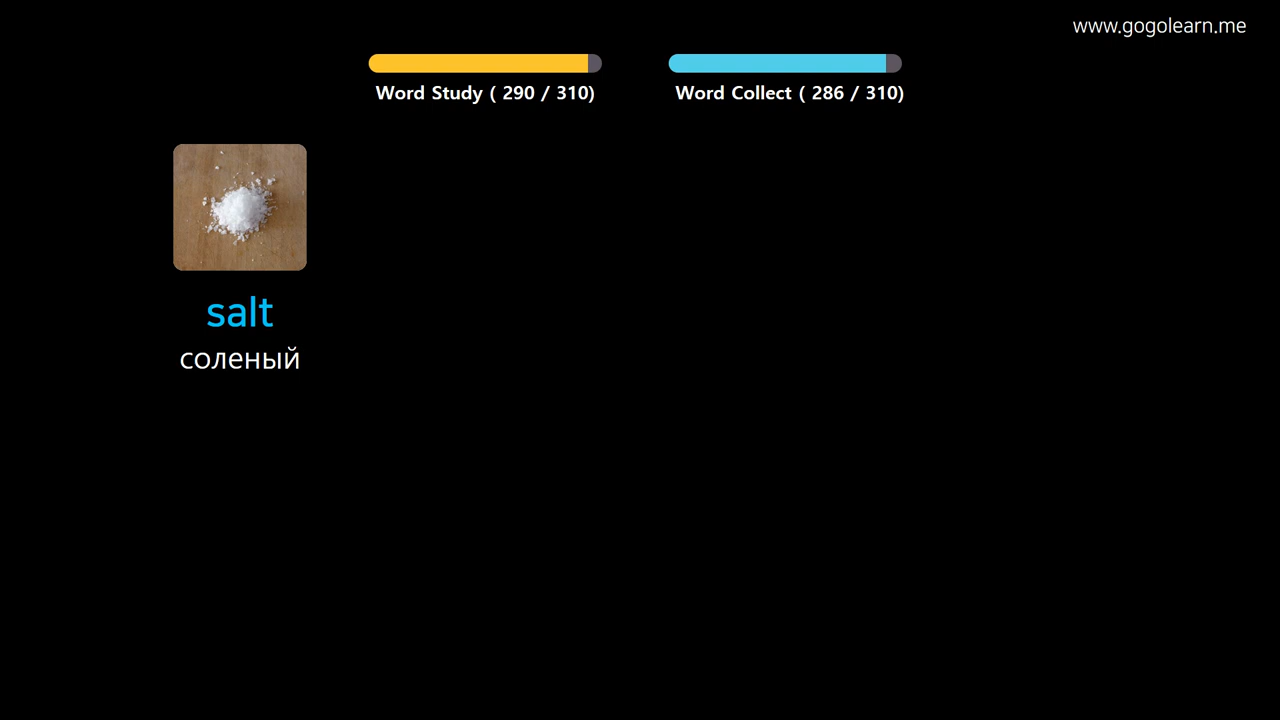 www.gogolearn.me
Word Study ( 290 / 310)
Word Collect ( 286 / 310)
salt
соленый